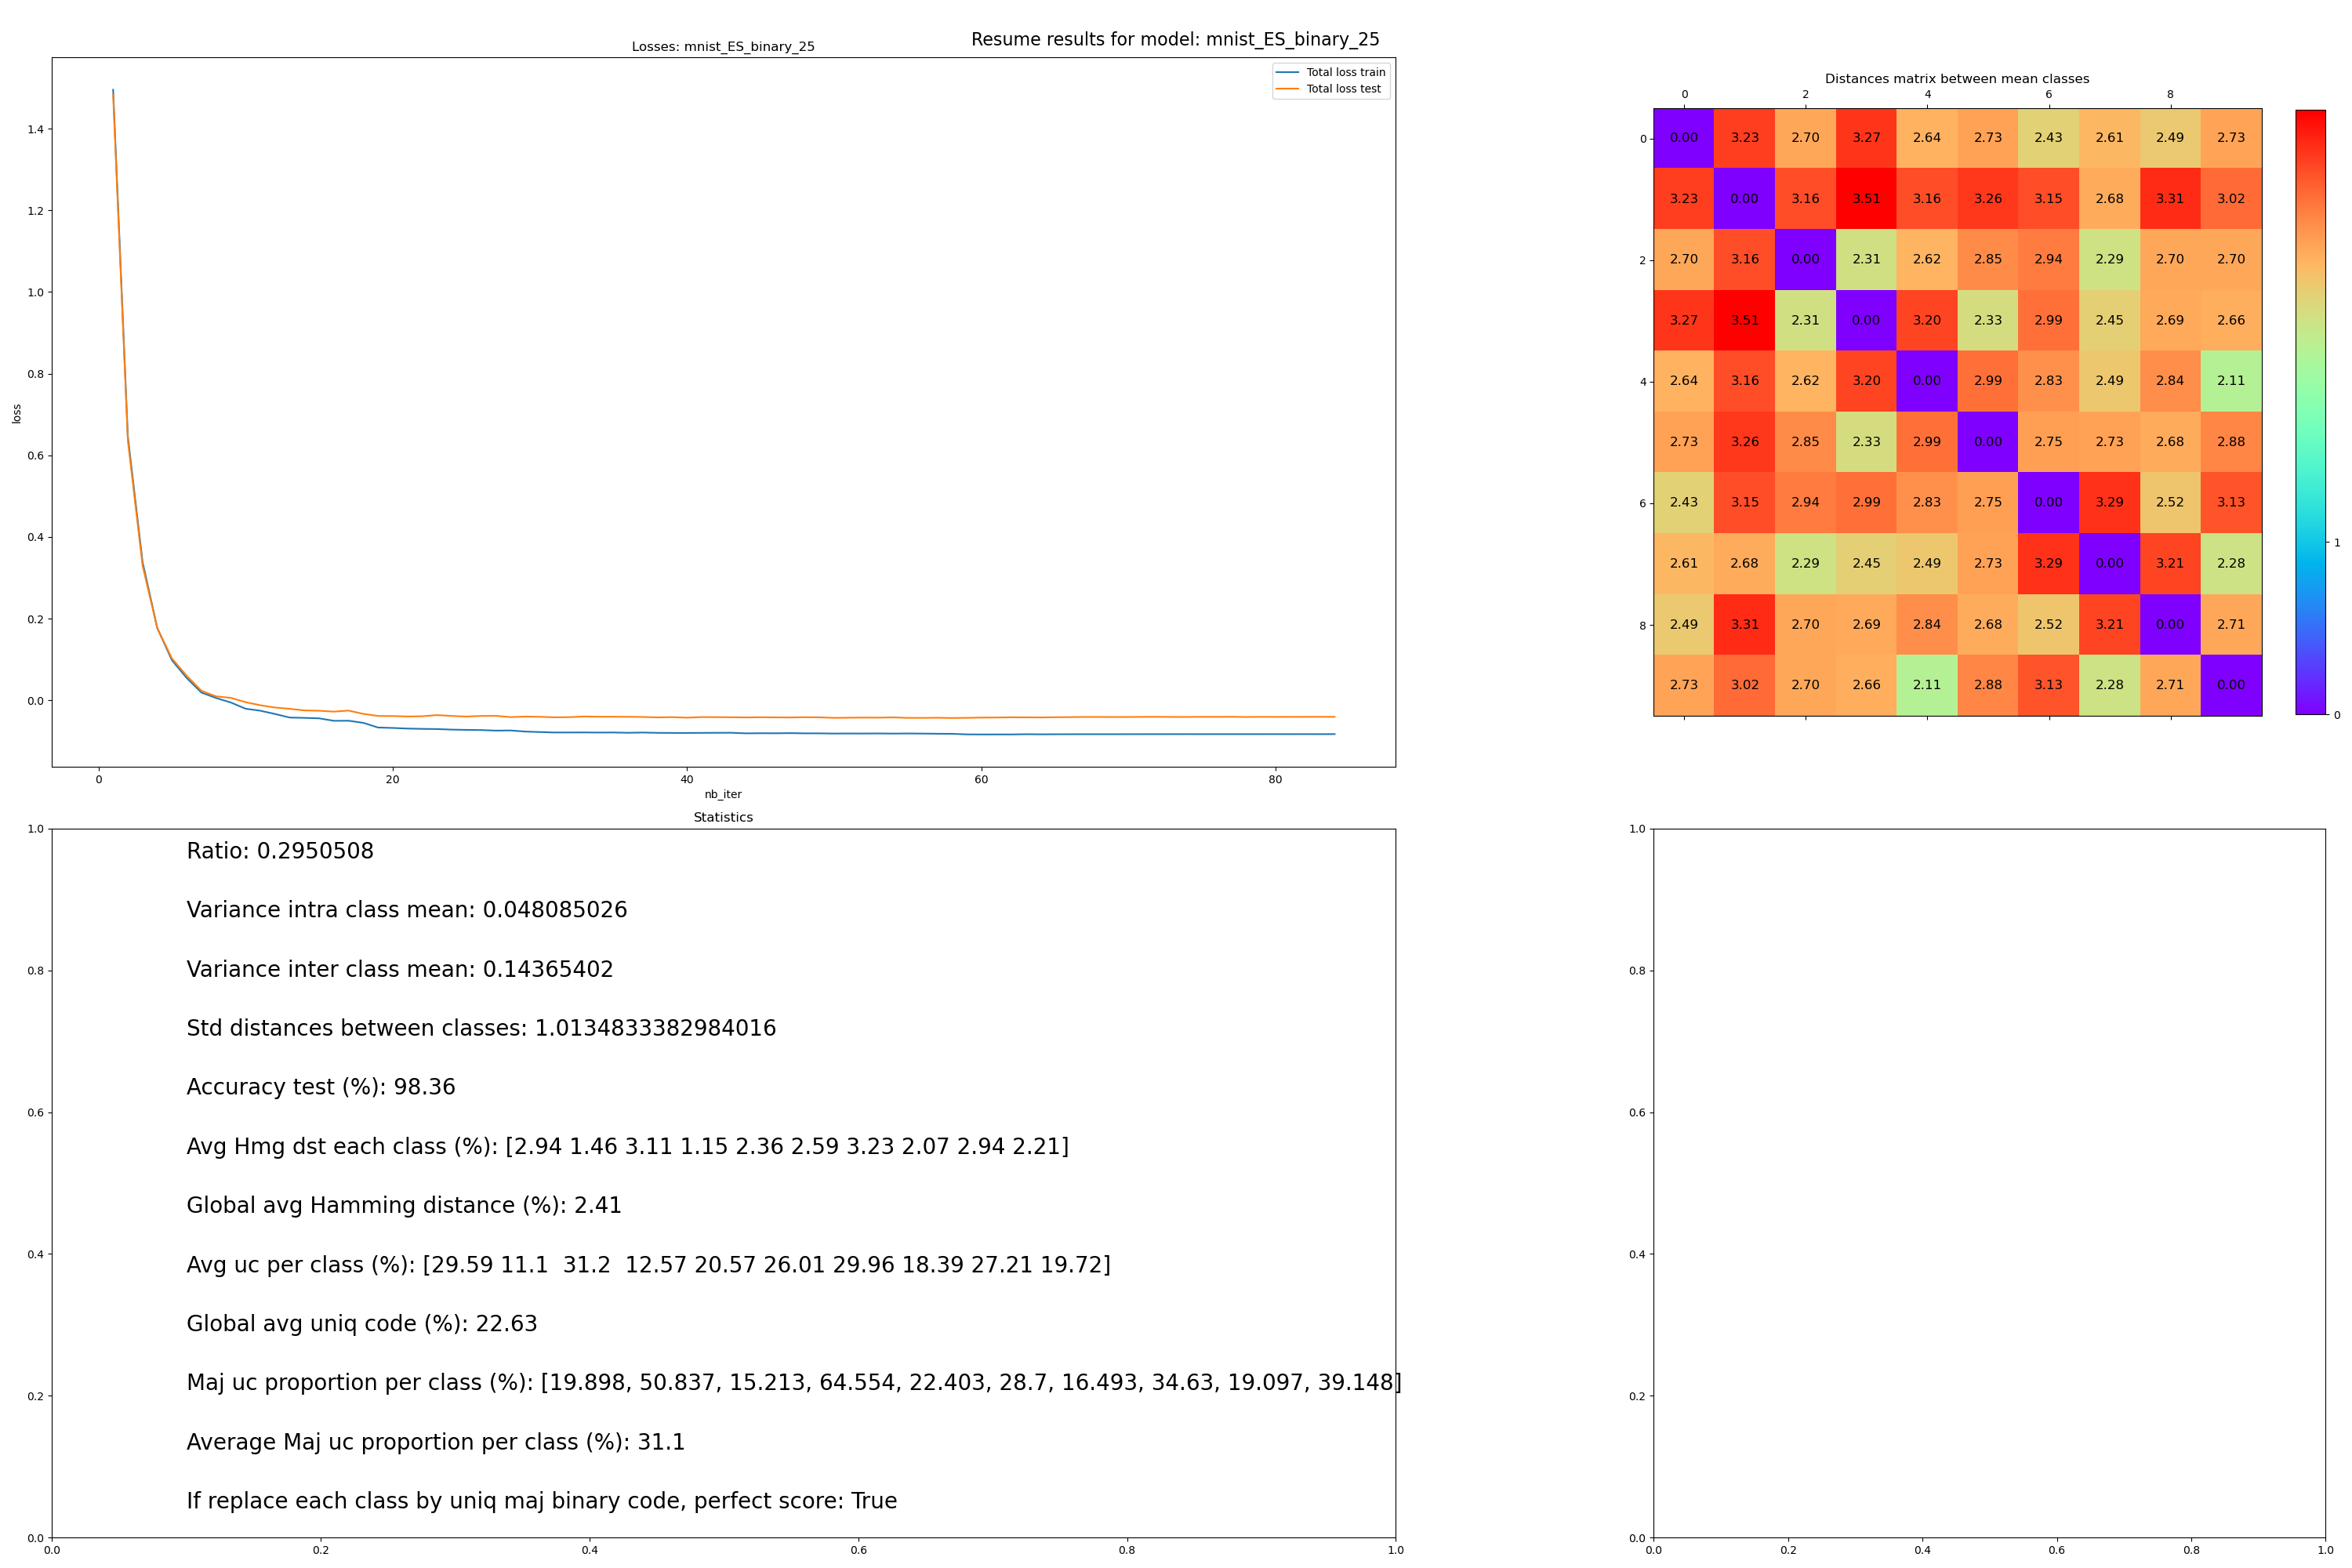 Resume results for model: mnist_ES_binary_25
Losses: mnist_ES_binary_25
Total loss train
Total loss test
loss
1.4
1.2
1.0
0.8
0.6
0.4
0.2
0.0
0 20 40 60 80
nb_iter
Distances matrix between mean classes
0 2 4 6 8
0 0.00 3.23 2.70 3.27 2.64 2.73 2.43 2.61 2.49 2.73
3.23 0.00 3.16 3.51 3.16 3.26 3.15 2.68 3.31 3.02
2 2.70 3.16 0.00 2.31 2.62 2.85 2.94 2.29 2.70 2.70
3.27 3.51 2.31 0.00 3.20 2.33 2.99 2.45 2.69 2.66
4 2.64 3.16 2.62 3.20 0.00 2.99 2.83 2.49 2.84 2.11
2.73 3.26 2.85 2.33 2.99 0.00 2.75 2.73 2.68 2.88
6 2.43 3.15 2.94 2.99 2.83 2.75 0.00 3.29 2.52 3.13
2.61 2.68 2.29 2.45 2.49 2.73 3.29 0.00 3.21 2.28
8 2.49 3.31 2.70 2.69 2.84 2.68 2.52 3.21 0.00 2.71
2.73 3.02 2.70 2.66 2.11 2.88 3.13 2.28 2.71 0.00
1
0
Statistics
Ratio: 0.2950508
Variance intra class mean: 0.048085026
Variance inter class mean: 0.14365402
Std distances between classes: 1.0134833382984016
Accuracy test (%): 98.36
Avg Hmg dst each class (%): [2.94 1.46 3.11 1.15 2.36 2.59 3.23 2.07 2.94 2.21]
Global avg Hamming distance (%): 2.41
Avg uc per class (%): [29.59 11.1  31.2  12.57 20.57 26.01 29.96 18.39 27.21 19.72]
Global avg uniq code (%): 22.63
Maj uc proportion per class (%): [19.898, 50.837, 15.213, 64.554, 22.403, 28.7, 16.493, 34.63, 19.097, 39.148]
Average Maj uc proportion per class (%): 31.1
If replace each class by uniq maj binary code, perfect score: True
1.0
0.8
0.6
0.4
0.2
0.0
0.0 0.2 0.4 0.6 0.8 1.0
1.0
0.8
0.6
0.4
0.2
0.0
0.0 0.2 0.4 0.6 0.8 1.0